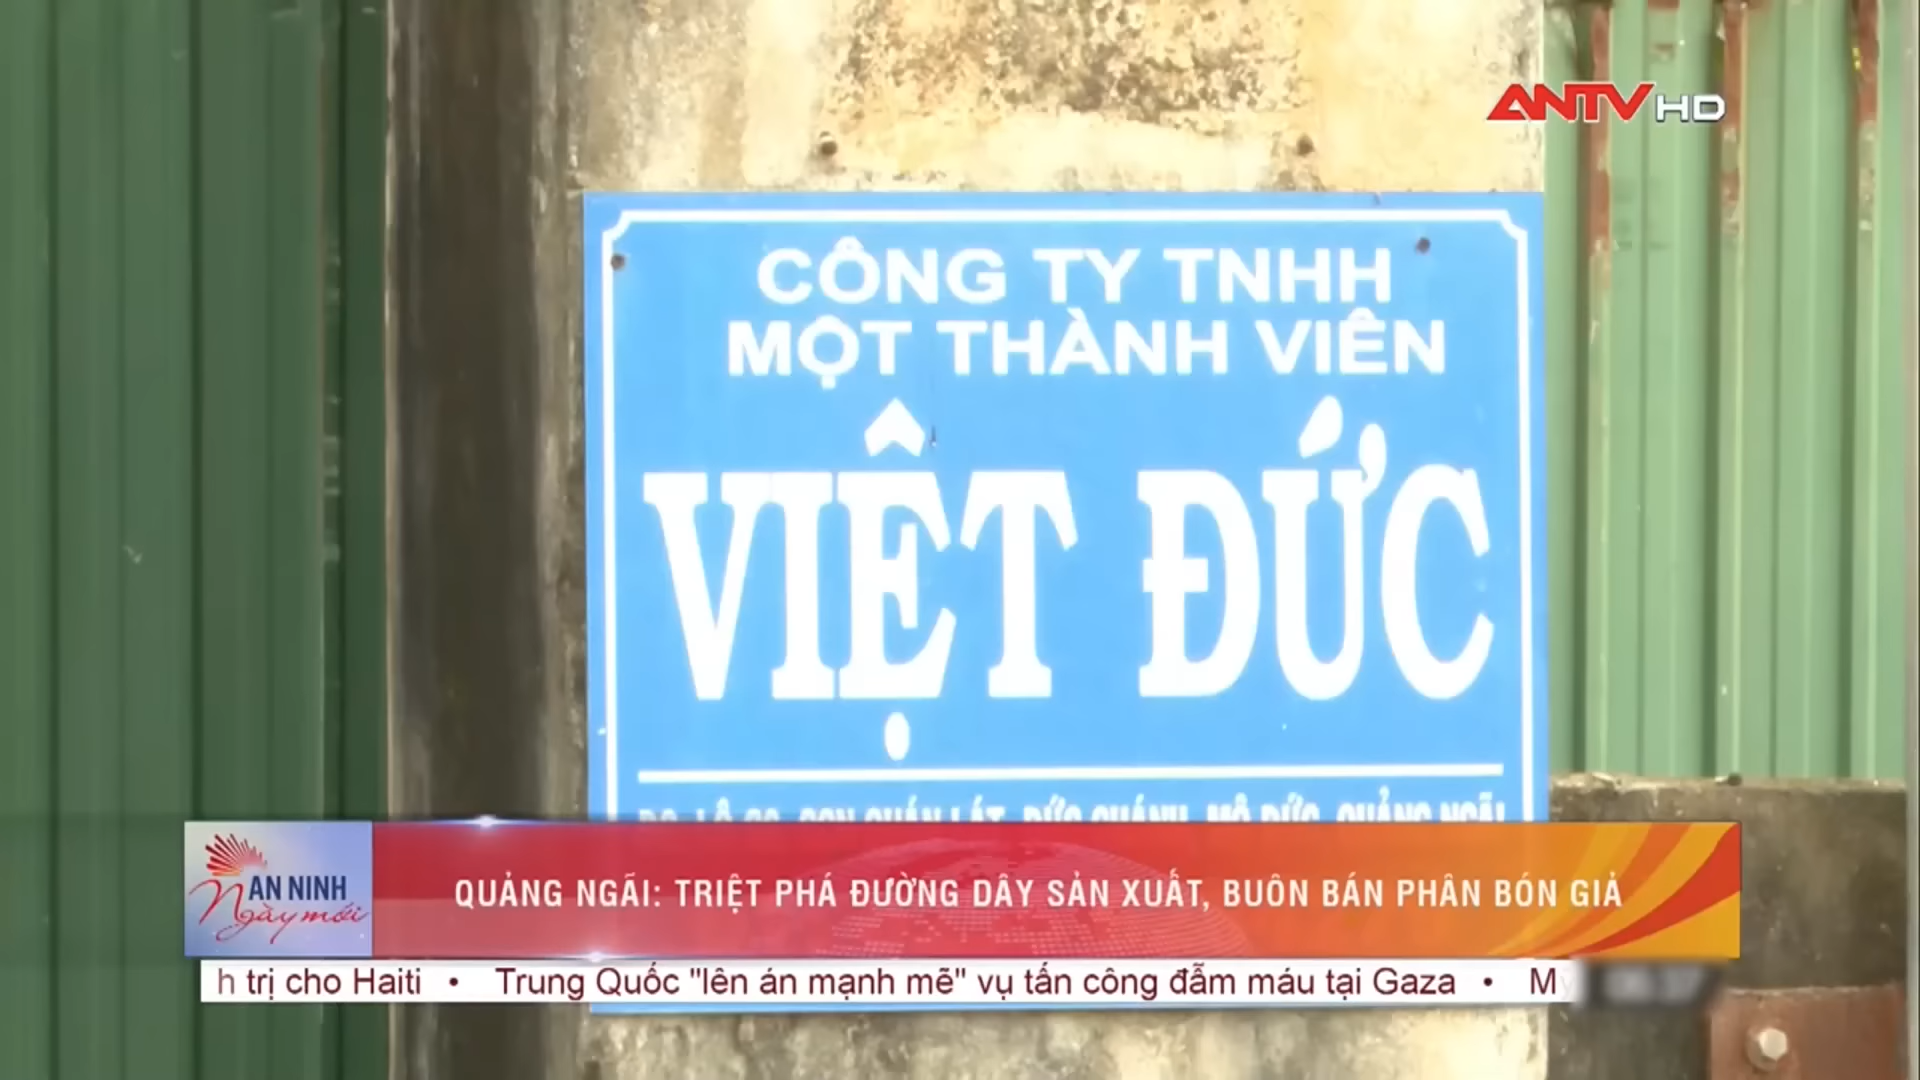 ANTV HD
CÔNG TY TNHH
MỘT THÀNH VIÊN
VIỆT ĐỨC
AN NINH
Ngày mới
QUẢNG NGÃI: TRIỆT PHÁ ĐƯỜNG DÂY SẢN XUẤT, BUÔN BÁN PHÂN BÓN GIẢ
h trị cho Haiti • Trung Quốc "lên án mạnh mẽ" vụ tấn công đẫm máu tại Gaza •